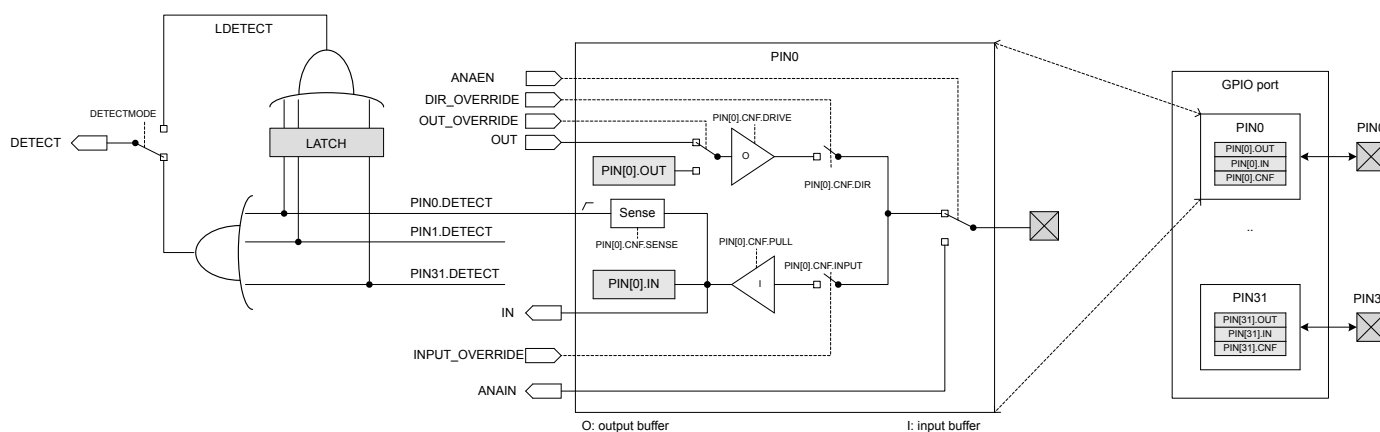 LDETECT
DETECTMODE
DETECT
LATCH
PIN0.DETECT
PIN1.DETECT
PIN31.DETECT
ANAEN
DIR_OVERRIDE
OUT_OVERRIDE
OUT
IN
INPUT_OVERRIDE
ANAIN
PIN0
PIN[0].CNF.DRIVE
O
PIN[0].OUT
PIN[0].CNF.DIR
Sense
PIN[0].CNF.SENSE
PIN[0].CNF.PULL
PIN[0].CNF.INPUT
PIN[0].IN
I
O: output buffer
I: input buffer
GPIO port
PIN0
PIN[0].OUT
PIN[0].IN
PIN[0].CNF
..
PIN31
PIN[31].OUT
PIN[31].IN
PIN[31].CNF